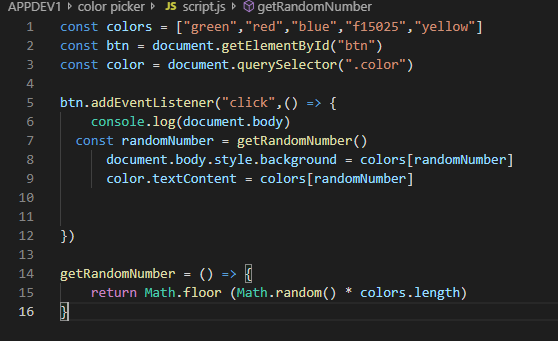 APPDEV1 > color picker > JS script.js > getRandomNumber
1 const colors = ["green","red","blue","f15025","yellow"]
2 const btn = document.getElementById("btn")
3 const color = document.querySelector(".color")
4
5 btn.addEventListener("click",() => {
6     console.log(document.body)
7   const randomNumber = getRandomNumber()
8       document.body.style.background = colors[randomNumber]
9       color.textContent = colors[randomNumber]
10
11
12 })
13
14 getRandomNumber = () => {
15     return Math.floor (Math.random() * colors.length)
16 }